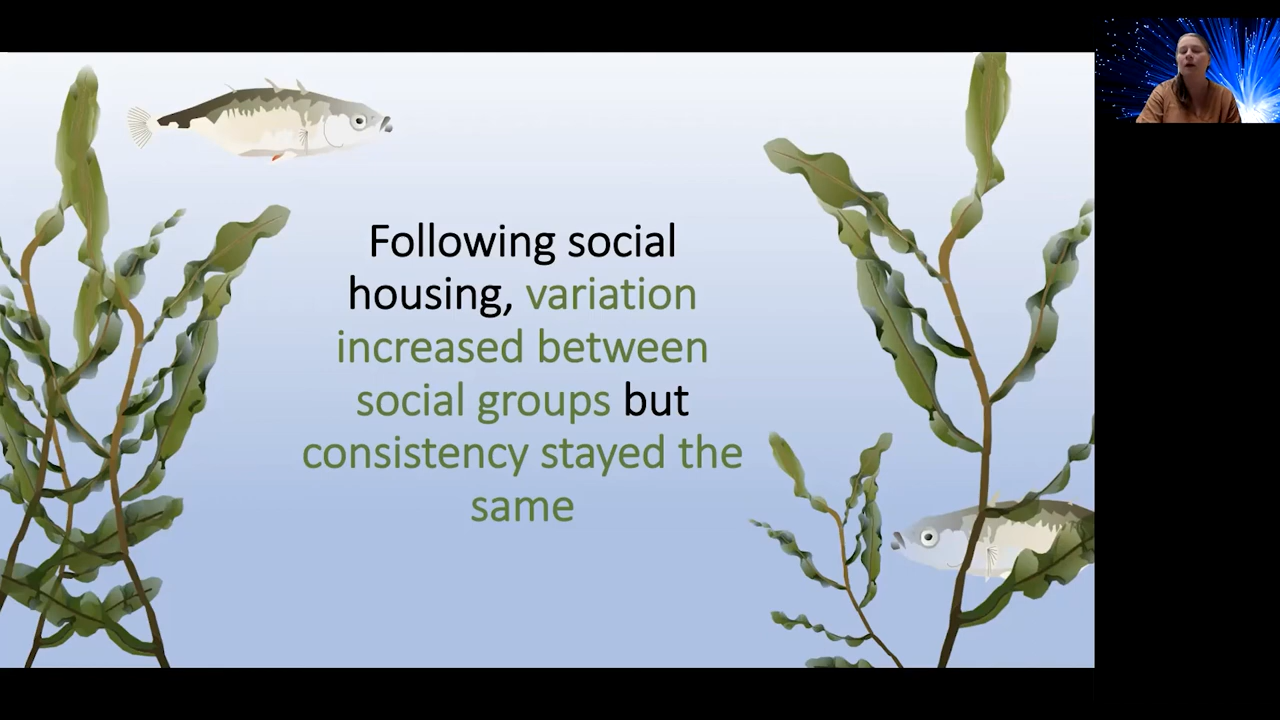 Following social
housing, variation
increased between
social groups but
consistency stayed the
same